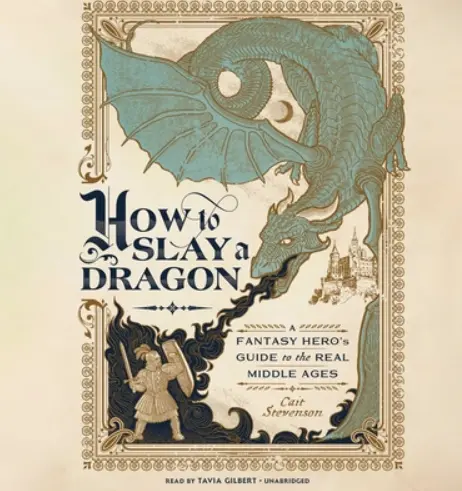 How to
SLAY a
DRAGON
A
FANTASY HERO'S
GUIDE to the REAL
MIDDLE AGES
Cait
Stevenson
READ BY TAVIA GILBERT • UNABRIDGED